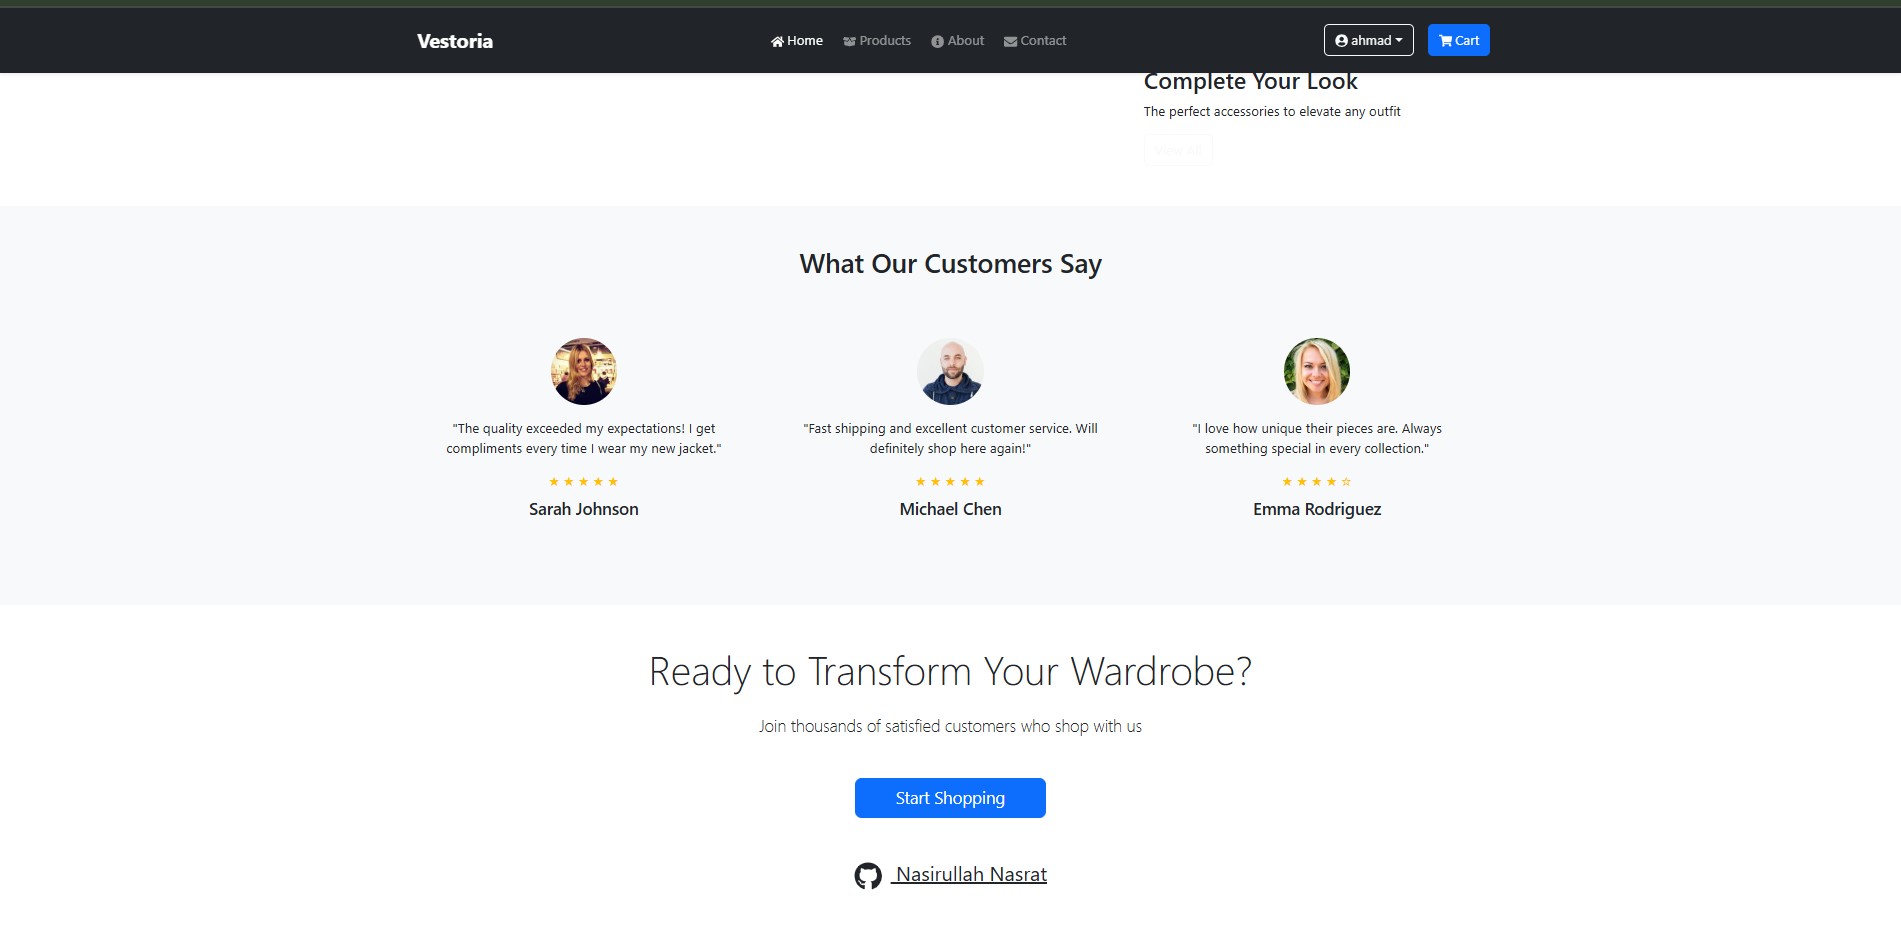 Vestoria
Home Products About Contact
ahmad Cart
Complete Your Look
The perfect accessories to elevate any outfit
View All
What Our Customers Say
"The quality exceeded my expectations! I get
compliments every time I wear my new jacket."
★ ★ ★ ★ ★
Sarah Johnson
"Fast shipping and excellent customer service. Will
definitely shop here again!"
★ ★ ★ ★ ★
Michael Chen
"I love how unique their pieces are. Always
something special in every collection."
★ ★ ★ ★ ☆
Emma Rodriguez
Ready to Transform Your Wardrobe?
Join thousands of satisfied customers who shop with us
Start Shopping
Nasirullah Nasrat